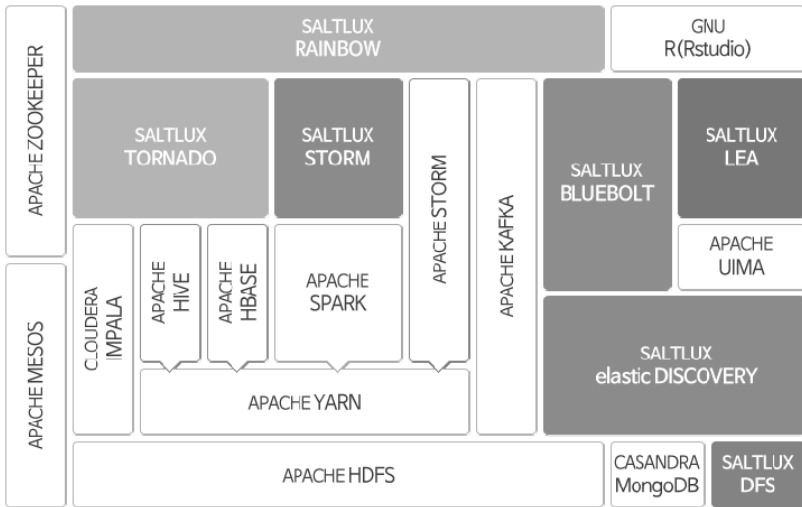 APACHE ZOOKEEPER
SALTLUX
RAINBOW
GNU
R(Rstudio)
SALTLUX
TORNADO
SALTLUX
STORM
APACHE STORM
APACHE KAFKA
SALTLUX
BLUEBOLT
SALTLUX
LEA
APACHE
UIMA
APACHE MESOS
CLOUDERA
IMPALA
APACHE
HIVE
APACHE
HBASE
APACHE
SPARK
SALTLUX
elastic DISCOVERY
APACHE YARN
APACHE HDFS
CASANDRA
MongoDB
SALTLUX
DFS